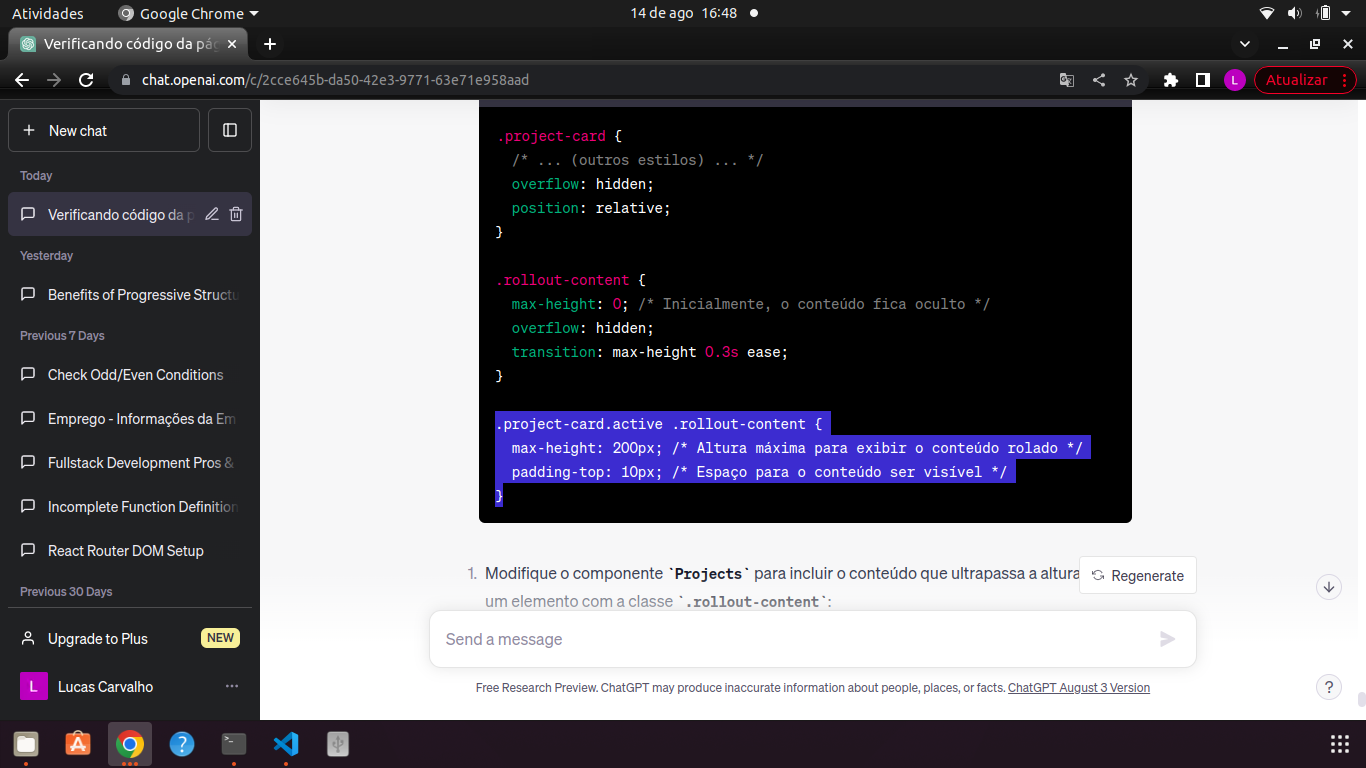 Atividades
Google Chrome
14 de ago 16:48
Verificando código da pág
chat.openai.com/c/2cce645b-da50-42e3-9771-63e71e958aad
L
Atualizar
New chat
Today
Verificando código da p
Yesterday
Benefits of Progressive Structu
Previous 7 Days
Check Odd/Even Conditions
Emprego - Informações da Em
Fullstack Development Pros &
Incomplete Function Definition
React Router DOM Setup
Previous 30 Days
Upgrade to Plus
NEW
L
Lucas Carvalho
.project-card {
/* ... (outros estilos) ... */
overflow: hidden;
position: relative;
}
.rollout-content {
max-height: 0; /* Inicialmente, o conteúdo fica oculto */
overflow: hidden;
transition: max-height 0.3s ease;
}
.project-card.active .rollout-content {
max-height: 200px; /* Altura máxima para exibir o conteúdo rolado */
padding-top: 10px; /* Espaço para o conteúdo ser visível */
}
1. Modifique o componente `Projects` para incluir o conteúdo que ultrapassa a altura
um elemento com a classe `.rollout-content`:
Regenerate
Send a message
Free Research Preview. ChatGPT may produce inaccurate information about people, places, or facts. ChatGPT August 3 Version
?